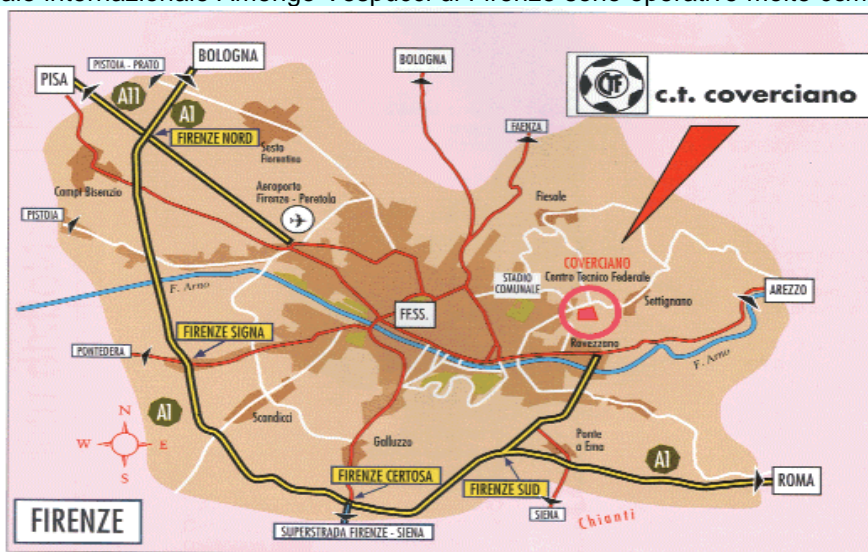 ale internazionale Amerigo Vespucci di Firenze sono operative molte com
BOLOGNA
PISTOIA - PRATO
PISA
A11
A1
FIRENZE NORD
BOLOGNA
CTF
c.t. coverciano
FAENZA
Sesto
Fiorentino
Campi Bisenzio
Aeroporto
Firenze - Peretola
Fiesole
PISTOIA
COVERCIANO
Centro Tecnico Federale
STADIO
COMUNALE
Settignano
AREZZO
F. Arno
FF.SS.
FIRENZE SIGNA
Rovezzano
F. Arno
PONTEDERA
A1
N
W E
S
Scandicci
Galluzzo
Ponte
a Ema
A1
FIRENZE CERTOSA
FIRENZE SUD
ROMA
FIRENZE
SUPERSTRADA FIRENZE - SIENA
SIENA
Chianti